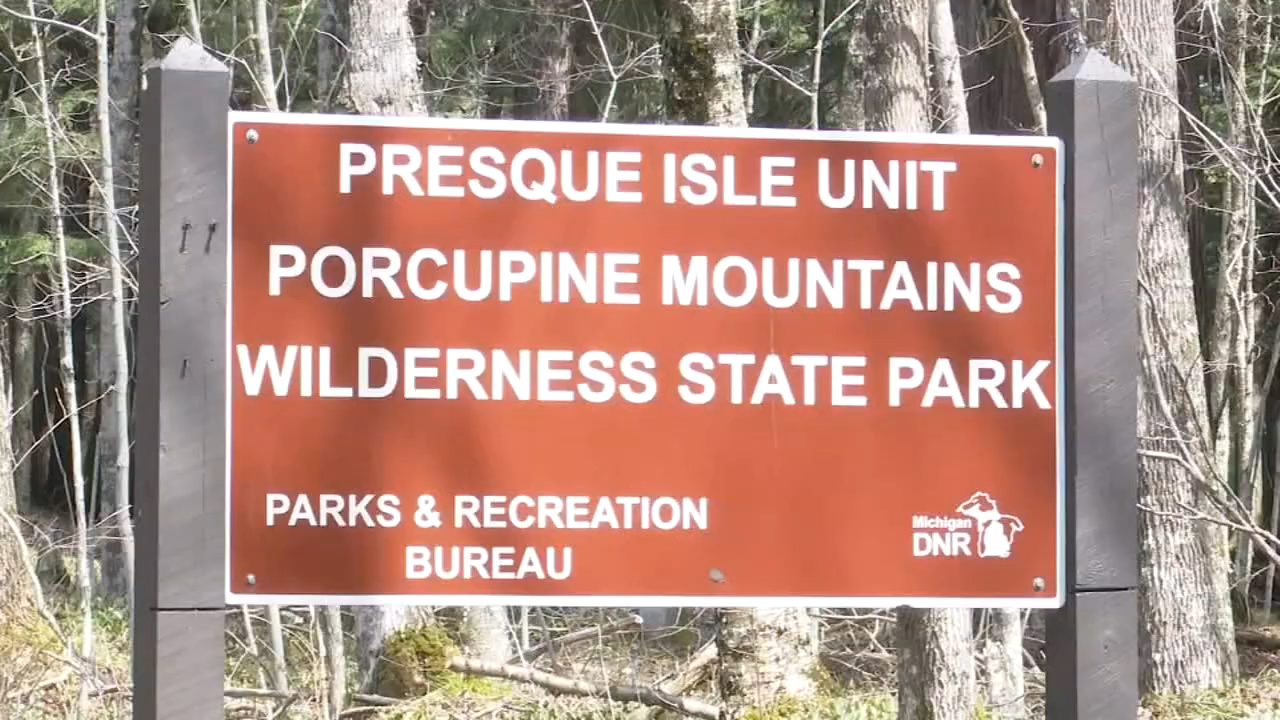 PRESQUE ISLE UNIT
PORCUPINE MOUNTAINS
WILDERNESS STATE PARK
PARKS & RECREATION
BUREAU
Michigan
DNR